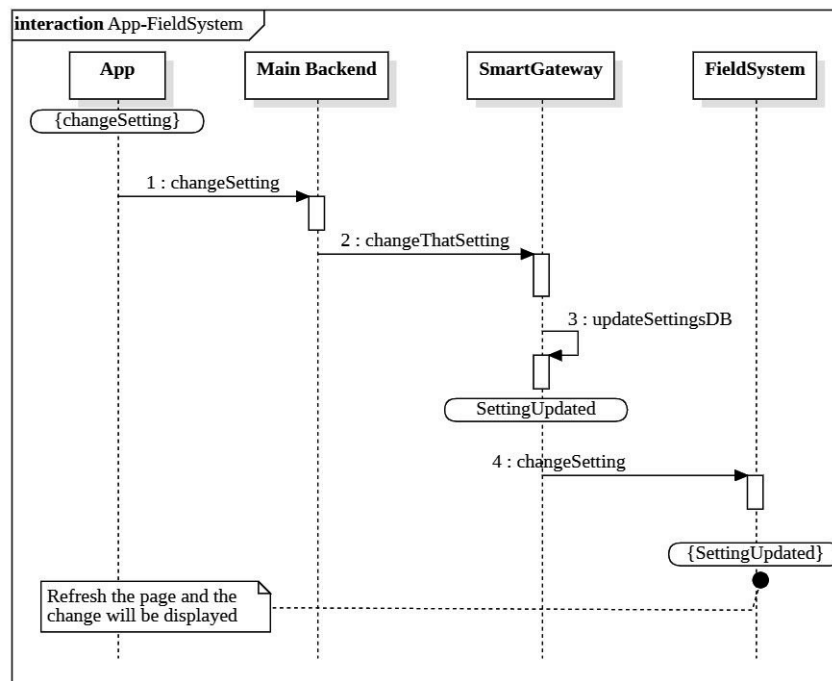 interaction App-FieldSystem
App
Main Backend
SmartGateway
FieldSystem
{changeSetting}
1 : changeSetting
2 : changeThatSetting
3 : updateSettingsDB
SettingUpdated
4 : changeSetting
{SettingUpdated}
Refresh the page and the
change will be displayed